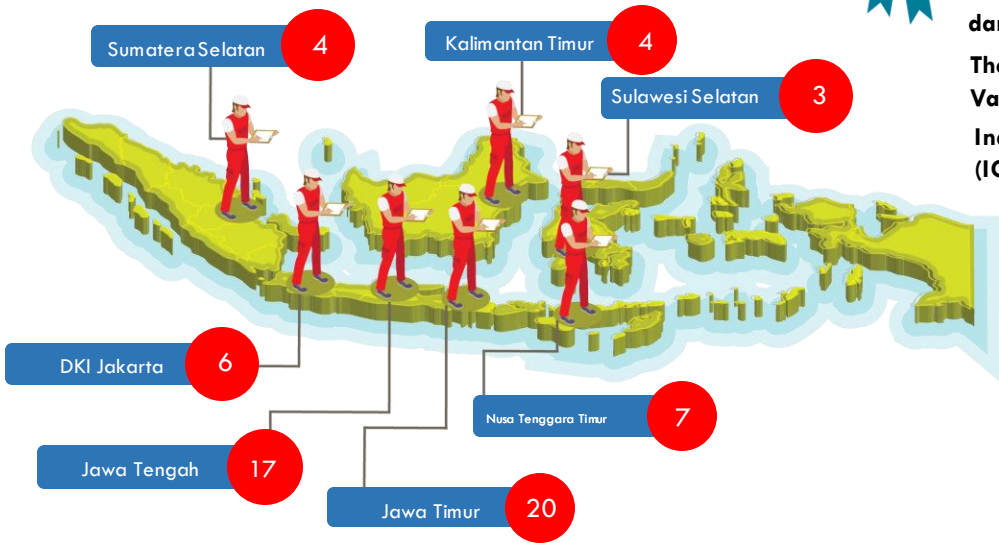 Sumatera Selatan 4
Kalimantan Timur 4
Sulawesi Selatan 3
DKI Jakarta 6
Nusa Tenggara Timur 7
Jawa Tengah 17
Jawa Timur 20